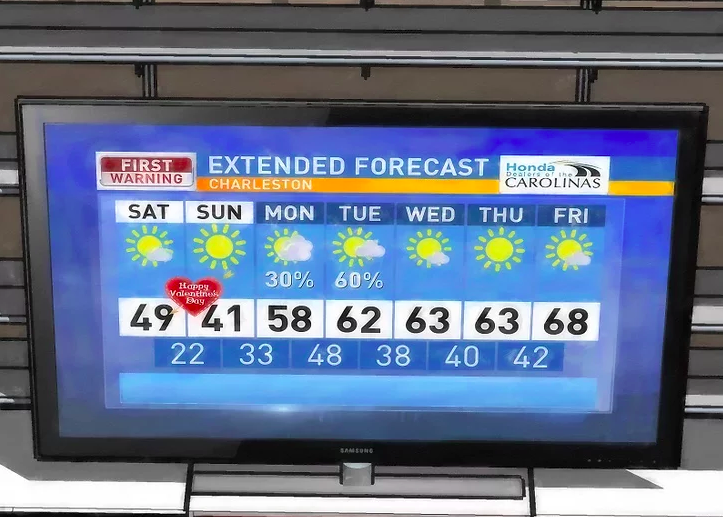 FIRST
WARNING
EXTENDED FORECAST
CHARLESTON
Honda
Dealers of the
CAROLINAS
SAT SUN MON TUE WED THU FRI
30% 60%
Happy
Valentine's
Day
49 41 58 62 63 63 68
22 33 48 38 40 42
SAMSUNG